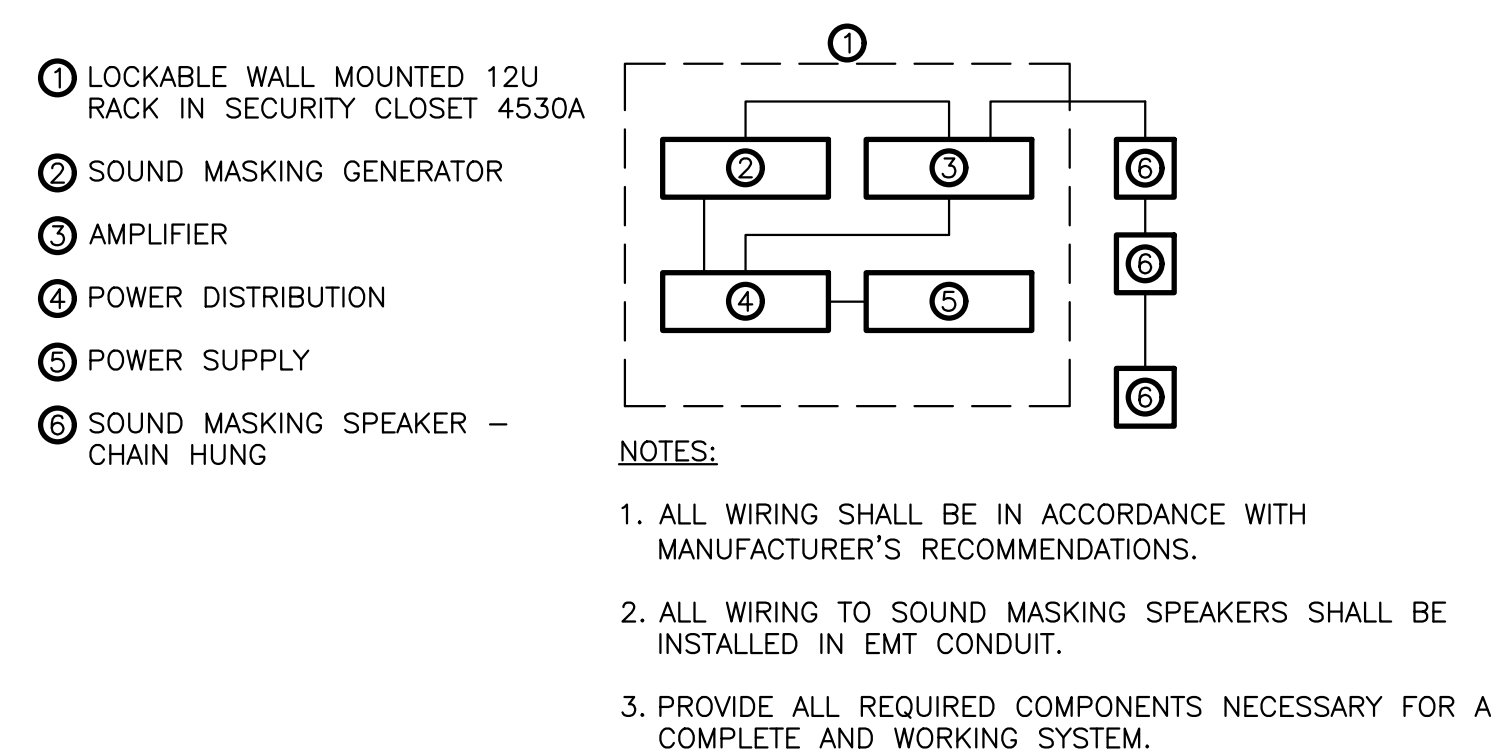 ① LOCKABLE WALL MOUNTED 12U
RACK IN SECURITY CLOSET 4530A
② SOUND MASKING GENERATOR
③ AMPLIFIER
④ POWER DISTRIBUTION
⑤ POWER SUPPLY
⑥ SOUND MASKING SPEAKER –
CHAIN HUNG
①
② ③ ⑥
⑥
④ ⑤
⑥
NOTES:
1. ALL WIRING SHALL BE IN ACCORDANCE WITH
MANUFACTURER'S RECOMMENDATIONS.
2. ALL WIRING TO SOUND MASKING SPEAKERS SHALL BE
INSTALLED IN EMT CONDUIT.
3. PROVIDE ALL REQUIRED COMPONENTS NECESSARY FOR A
COMPLETE AND WORKING SYSTEM.